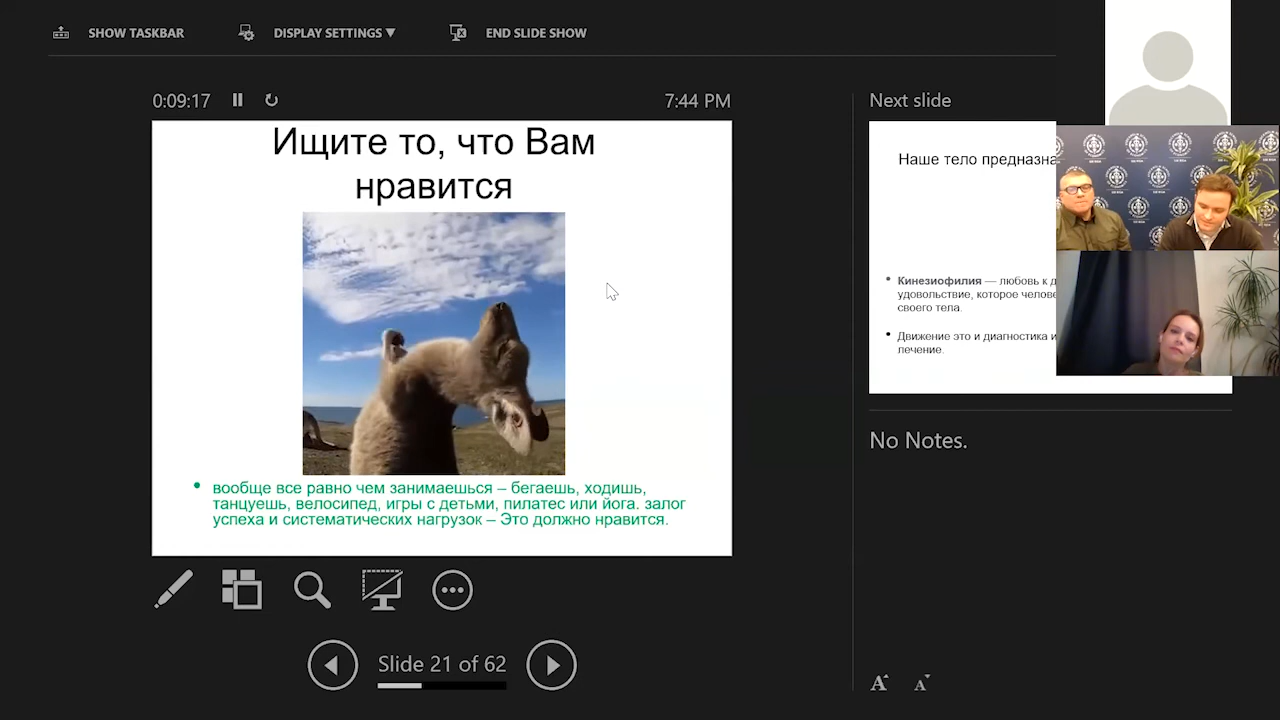 SHOW TASKBAR
DISPLAY SETTINGS ▼
END SLIDE SHOW
0:09:17
7:44 PM
Ищите то, что Вам
нравится
• вообще все равно чем занимаешься – бегаешь, ходишь,
танцуешь, велосипед, игры с детьми, пилатес или йога. залог
успеха и систематических нагрузок – Это должно нравится.
Slide 21 of 62
Next slide
Наше тело предназна
• Кинезиофилия — любовь к д
удовольствие, которое челове
своего тела.
• Движение это и диагностика и
лечение.
No Notes.
A A